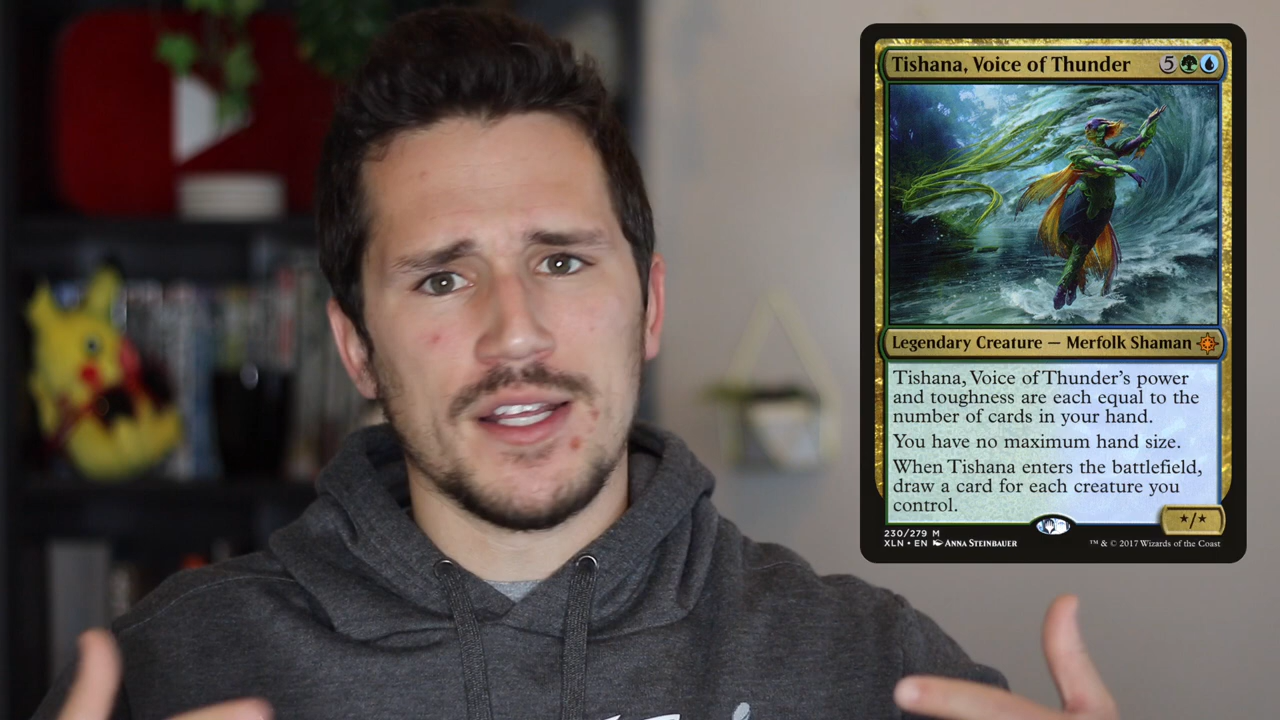 Tishana, Voice of Thunder 5
Legendary Creature — Merfolk Shaman
Tishana, Voice of Thunder's power
and toughness are each equal to the
number of cards in your hand.
You have no maximum hand size.
When Tishana enters the battlefield,
draw a card for each creature you
control.
★/★
230/279 M
XLN • EN Anna Steinbauer
™ & © 2017 Wizards of the Coast